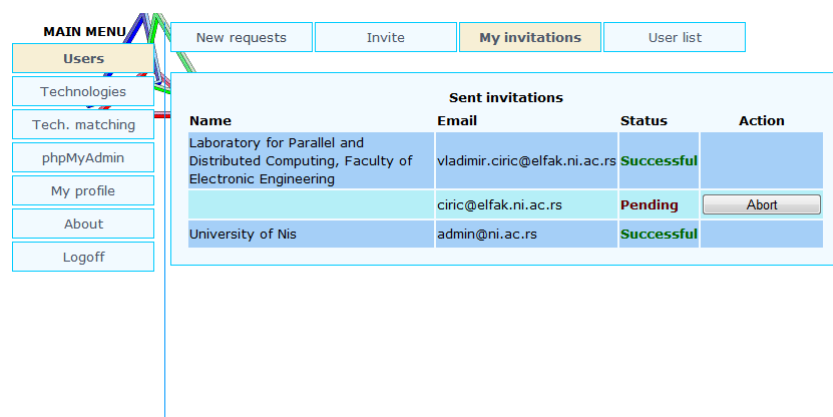 MAIN MENU
Users
Technologies
Tech. matching
phpMyAdmin
My profile
About
Logoff
New requests Invite My invitations User list
Sent invitations
Name Email Status Action
Laboratory for Parallel and
Distributed Computing, Faculty of vladimir.ciric@elfak.ni.ac.rs Successful
Electronic Engineering
ciric@elfak.ni.ac.rs Pending Abort
University of Nis admin@ni.ac.rs Successful